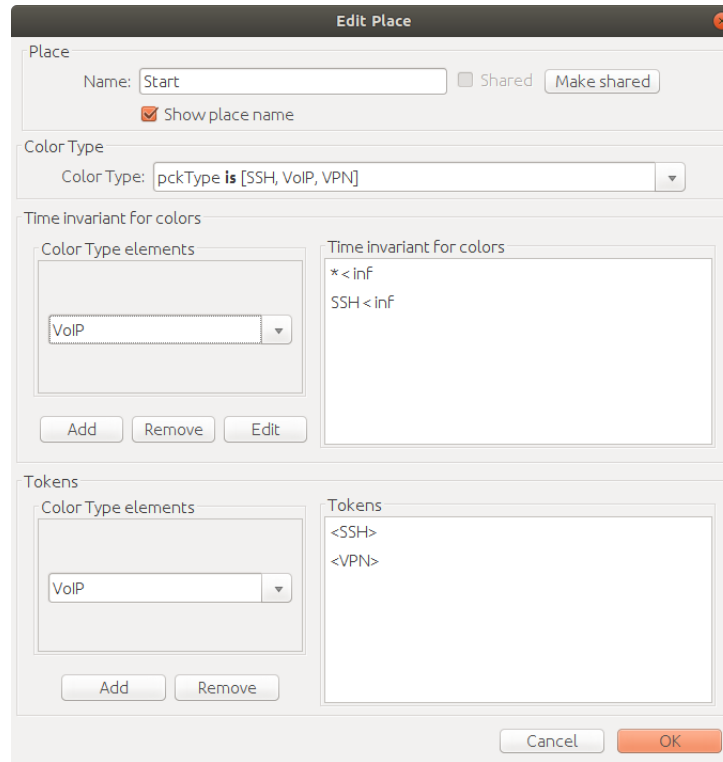 Edit Place
Place
Name: Start Shared Make shared
Show place name
Color Type
Color Type: pckType is [SSH, VoIP, VPN]
Time invariant for colors
Color Type elements
VoIP
Add Remove Edit
Time invariant for colors
* < inf
SSH < inf
Tokens
Color Type elements
VoIP
Add Remove
Tokens
<SSH>
<VPN>
Cancel OK